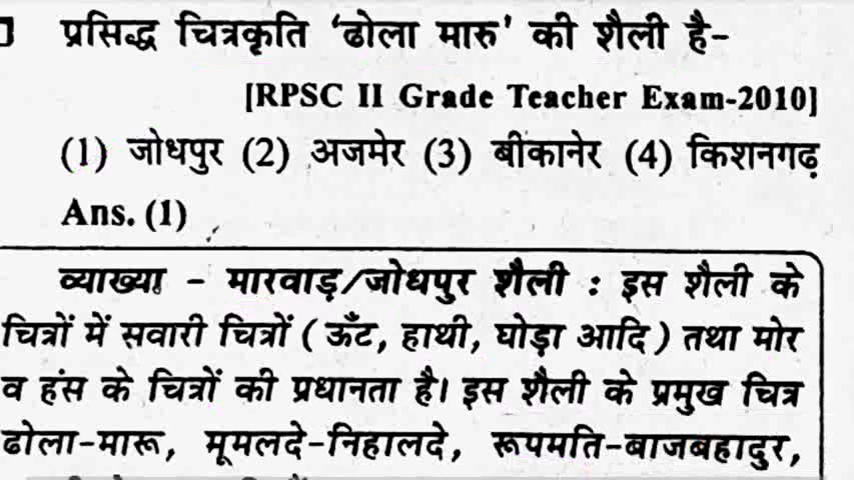 प्रसिद्ध चित्रकृति ‘ढोला मारु’ की शैली है-
[RPSC II Grade Teacher Exam-2010]
(1) जोधपुर (2) अजमेर (3) बीकानेर (4) किशनगढ़
Ans. (1)
व्याख्या - मारवाड़/जोधपुर शैली : इस शैली के
चित्रों में सवारी चित्रों ( ऊँट, हाथी, घोड़ा आदि ) तथा मोर
व हंस के चित्रों की प्रधानता है। इस शैली के प्रमुख चित्र
ढोला-मारू, मूमलदे-निहालदे, रूपमति-बाजबहादुर,